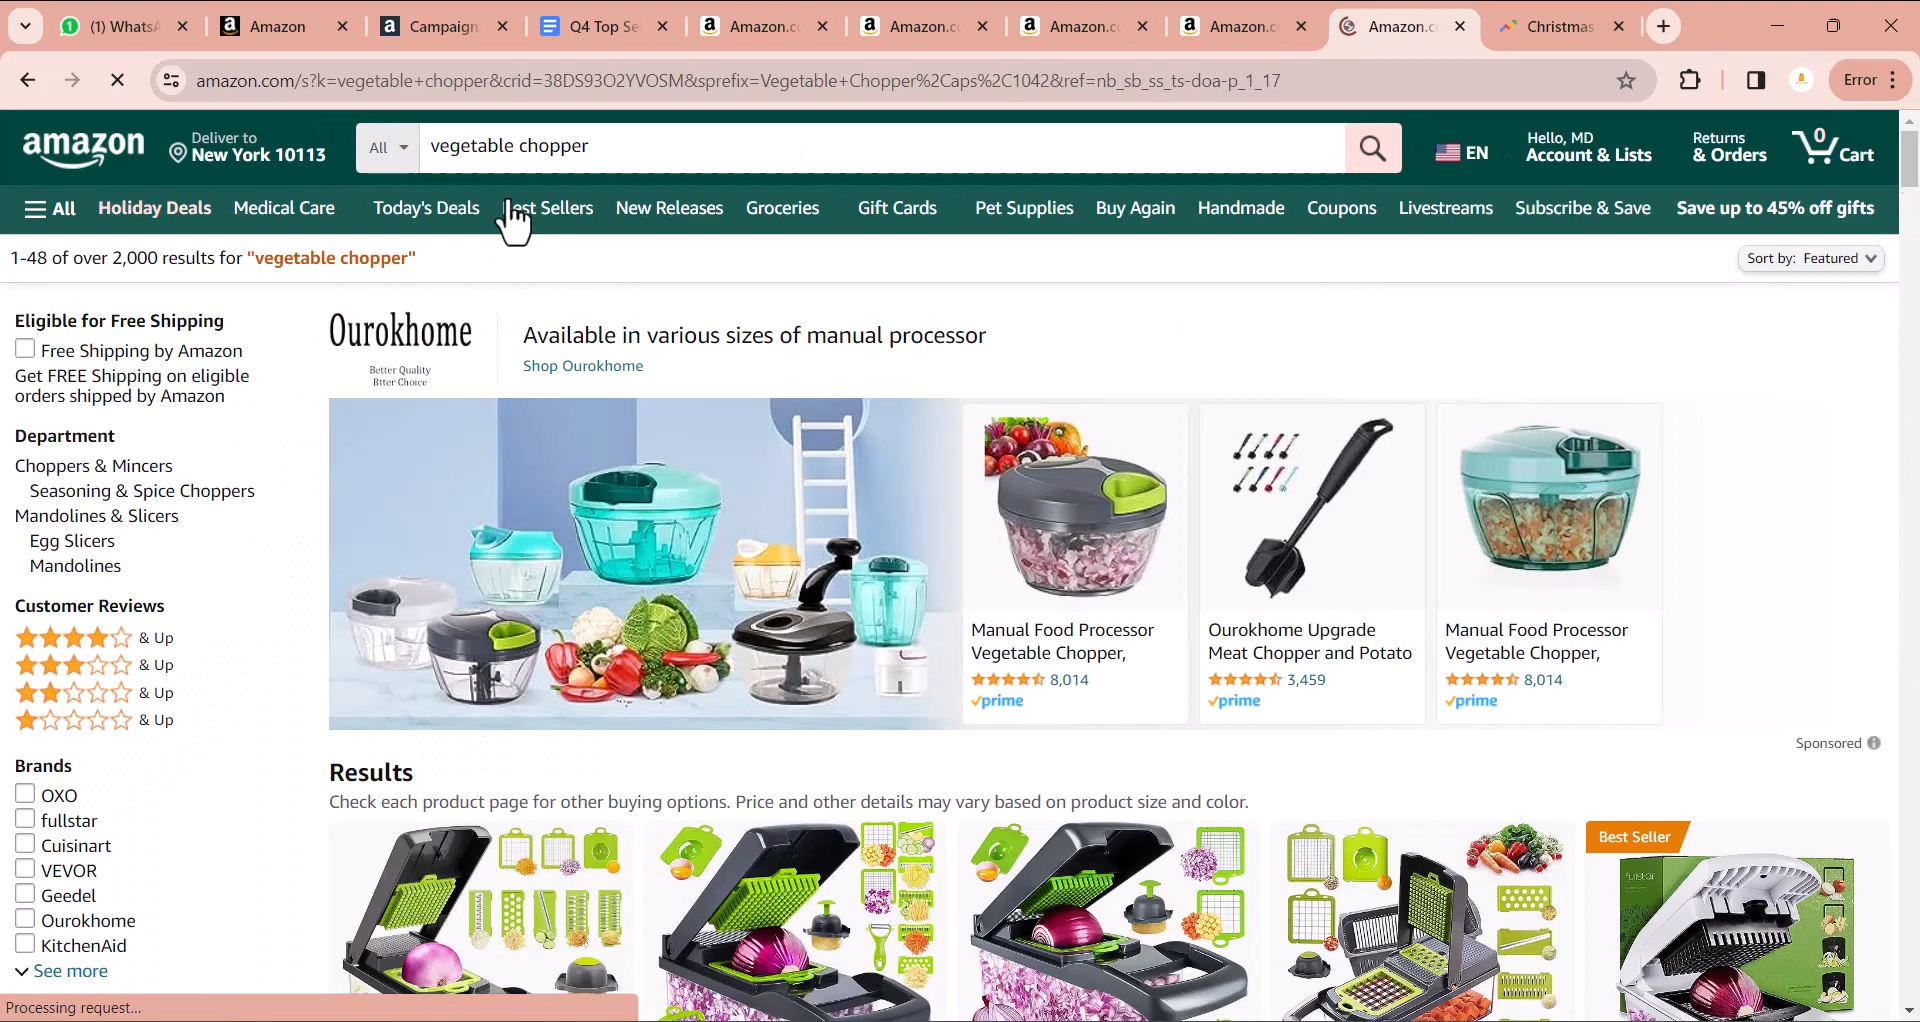 (1) WhatsA
Amazon
Campaign
Q4 Top Se
Amazon.c
Amazon.c
Amazon.c
Amazon.c
Amazon.c
Christmas
amazon.com/s?k=vegetable+chopper&crid=38DS93O2YVOSM&sprefix=Vegetable+Chopper%2Caps%2C1042&ref=nb_sb_ss_ts-doa-p_1_17
Error
amazon
Deliver to
New York 10113
All
vegetable chopper
EN
Hello, MD
Account & Lists
Returns
& Orders
0
Cart
All
Holiday Deals
Medical Care
Today's Deals
Best Sellers
New Releases
Groceries
Gift Cards
Pet Supplies
Buy Again
Handmade
Coupons
Livestreams
Subscribe & Save
Save up to 45% off gifts
1-48 of over 2,000 results for "vegetable chopper"
Sort by: Featured
Eligible for Free Shipping
Free Shipping by Amazon
Get FREE Shipping on eligible
orders shipped by Amazon
Department
Choppers & Mincers
Seasoning & Spice Choppers
Mandolines & Slicers
Egg Slicers
Mandolines
Customer Reviews
& Up
& Up
& Up
& Up
Brands
OXO
fullstar
Cuisinart
VEVOR
Geedel
Ourokhome
KitchenAid
See more
Processing request...
Ourokhome
Better Quality
Btter Choice
Available in various sizes of manual processor
Shop Ourokhome
Manual Food Processor
Vegetable Chopper,
8,014
prime
Ourokhome Upgrade
Meat Chopper and Potato
3,459
prime
Manual Food Processor
Vegetable Chopper,
8,014
prime
Sponsored
Results
Check each product page for other buying options. Price and other details may vary based on product size and color.
Best Seller